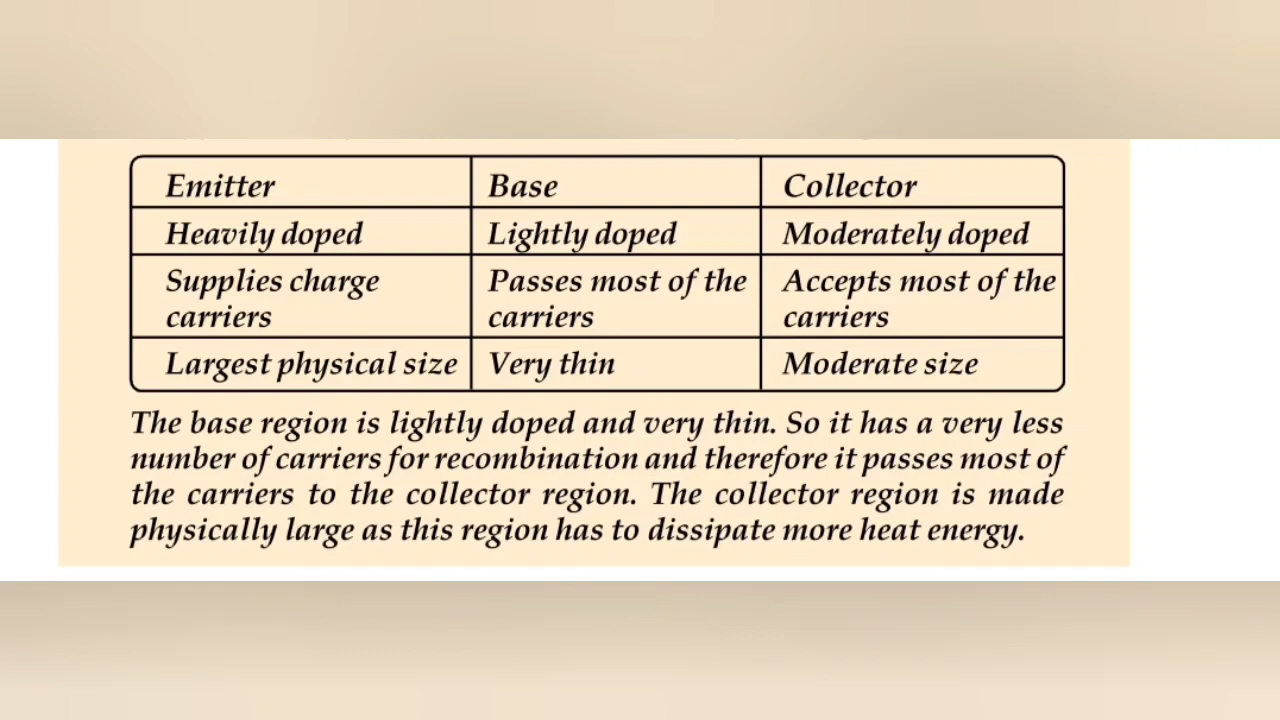 Emitter Base Collector
Heavily doped Lightly doped Moderately doped
Supplies charge Passes most of the Accepts most of the
carriers carriers carriers
Largest physical size Very thin Moderate size
The base region is lightly doped and very thin. So it has a very less
number of carriers for recombination and therefore it passes most of
the carriers to the collector region. The collector region is made
physically large as this region has to dissipate more heat energy.